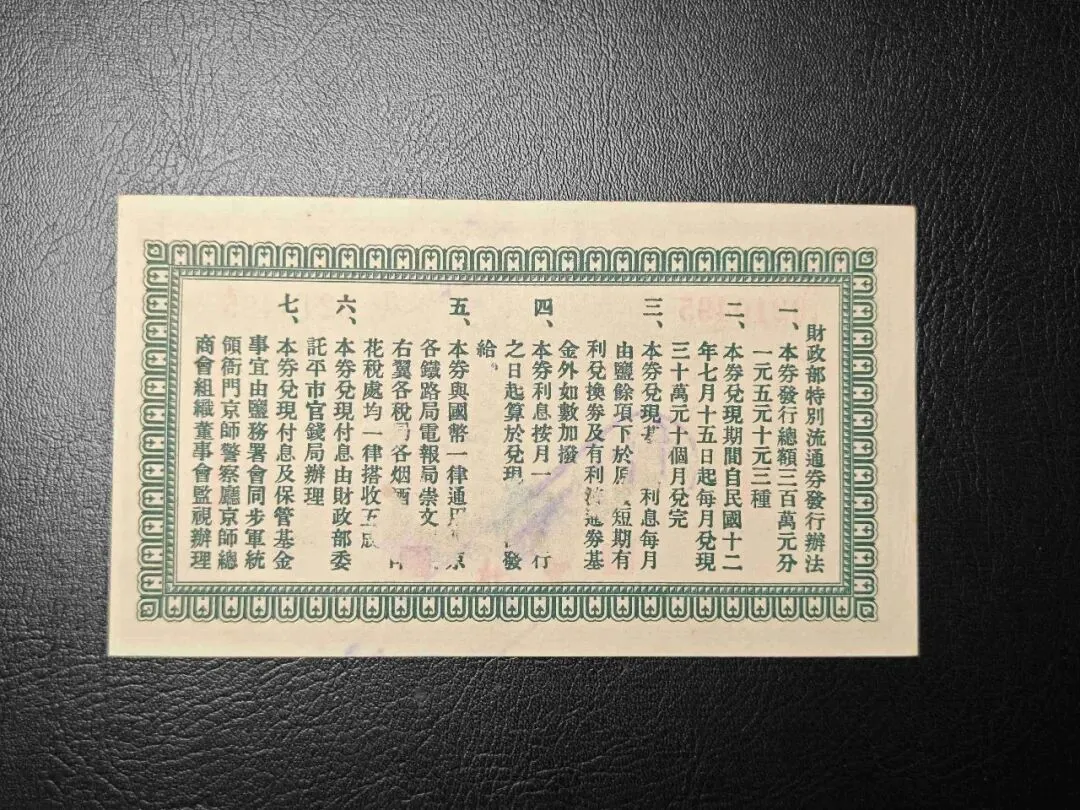 財政部特別流通券發行辦法
一、本券發行總額三百萬元分
一元五元十元三種
二、本券兌現期間自民國十二
年七月十五日起每月兌現
三十萬元十個月兌完
三、本券兌現基 利息每月
由鹽餘項下於原 短期有
利兌換券及有利流通券基
金外如數加撥
四、本券利息按月一 行
之日起算於兌現 發
給。
五、本券與國幣一律通用 京
各鐵路局電報局崇文
右翼各稅局各烟酒 印
花稅處均一律搭收五成
六、本券兌現付息由財政部委
託平市官錢局辦理
七、本券兌現付息及保管基金
事宜由鹽務署會同步軍統
領衙門京師警察廳京師總
商會組織董事會監視辦理